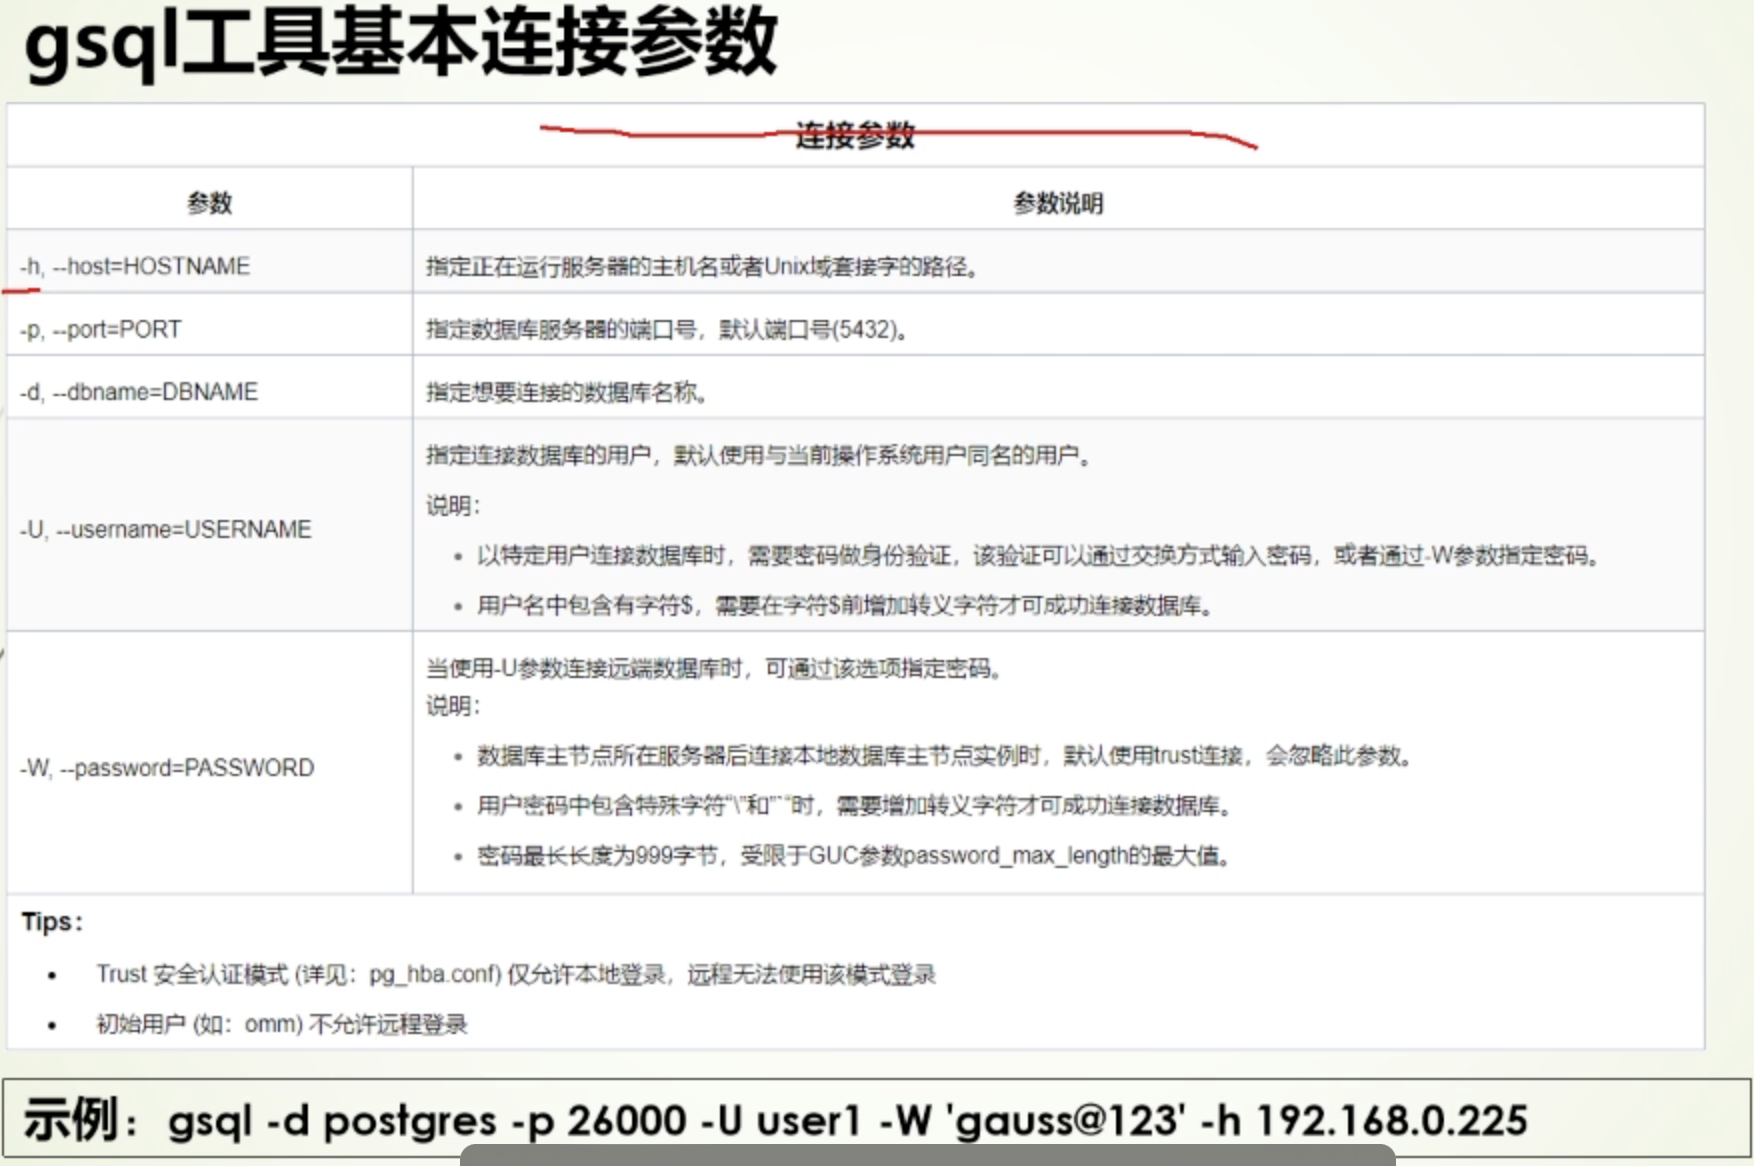 gsql工具基本连接参数
连接参数
参数 参数说明
-h, --host=HOSTNAME 指定正在运行服务器的主机名或者Unix域套接字的路径。
-p, --port=PORT 指定数据库服务器的端口号，默认端口号(5432)。
-d, --dbname=DBNAME 指定想要连接的数据库名称。
-U, --username=USERNAME
指定连接数据库的用户，默认使用与当前操作系统用户同名的用户。
说明：
• 以特定用户连接数据库时，需要密码做身份验证，该验证可以通过交换方式输入密码，或者通过-W参数指定密码。
• 用户名中包含有字符$，需要在字符$前增加转义字符才可成功连接数据库。
-W, --password=PASSWORD
当使用-U参数连接远端数据库时，可通过该选项指定密码。
说明：
• 数据库主节点所在服务器后连接本地数据库主节点实例时，默认使用trust连接，会忽略此参数。
• 用户密码中包含特殊字符“\”和”`“时，需要增加转义字符才可成功连接数据库。
• 密码最长长度为999字节，受限于GUC参数password_max_length的最大值。
Tips：
• Trust 安全认证模式 (详见：pg_hba.conf) 仅允许本地登录，远程无法使用该模式登录
• 初始用户 (如：omm) 不允许远程登录
示例：gsql -d postgres -p 26000 -U user1 -W 'gauss@123' -h 192.168.0.225